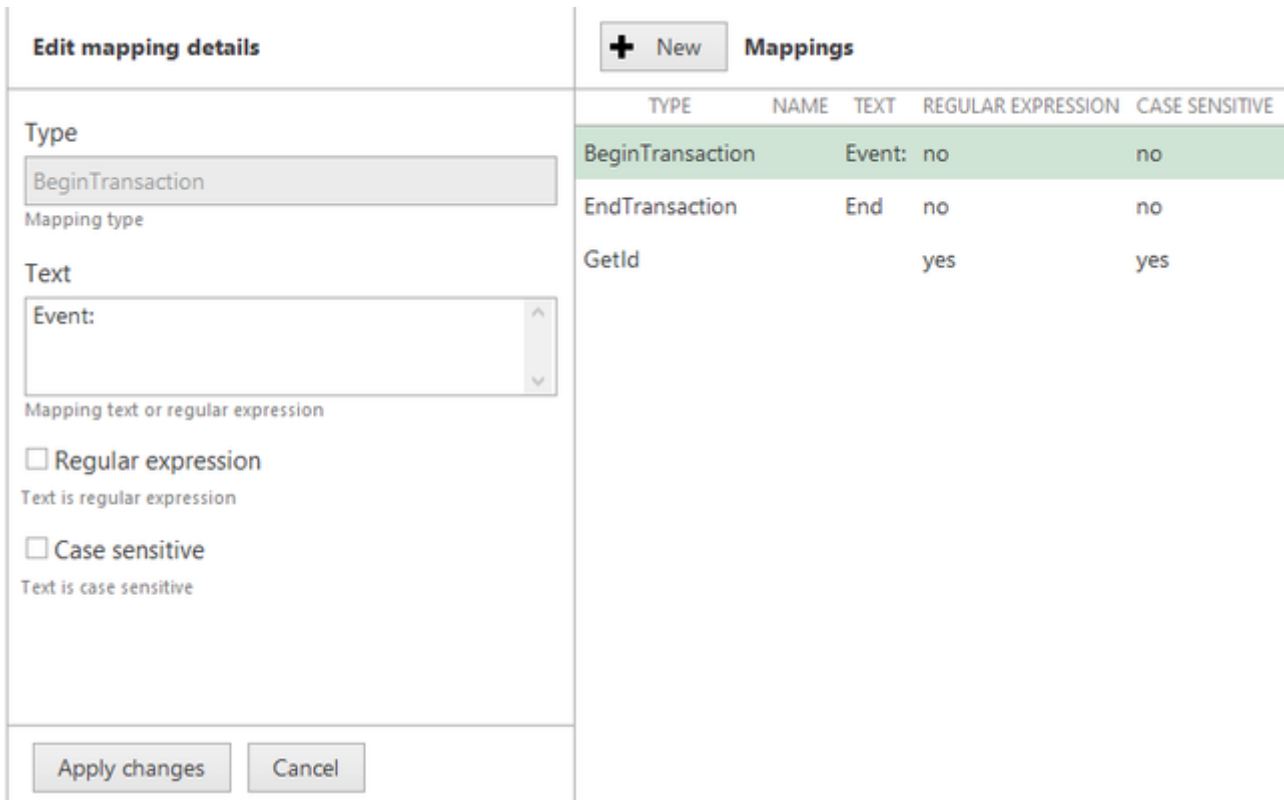 Edit mapping details
Type
BeginTransaction
Mapping type
Text
Event:
Mapping text or regular expression
Regular expression
Text is regular expression
Case sensitive
Text is case sensitive
Apply changes Cancel
New Mappings
TYPE NAME TEXT REGULAR EXPRESSION CASE SENSITIVE
BeginTransaction Event: no no
EndTransaction End no no
GetId yes yes